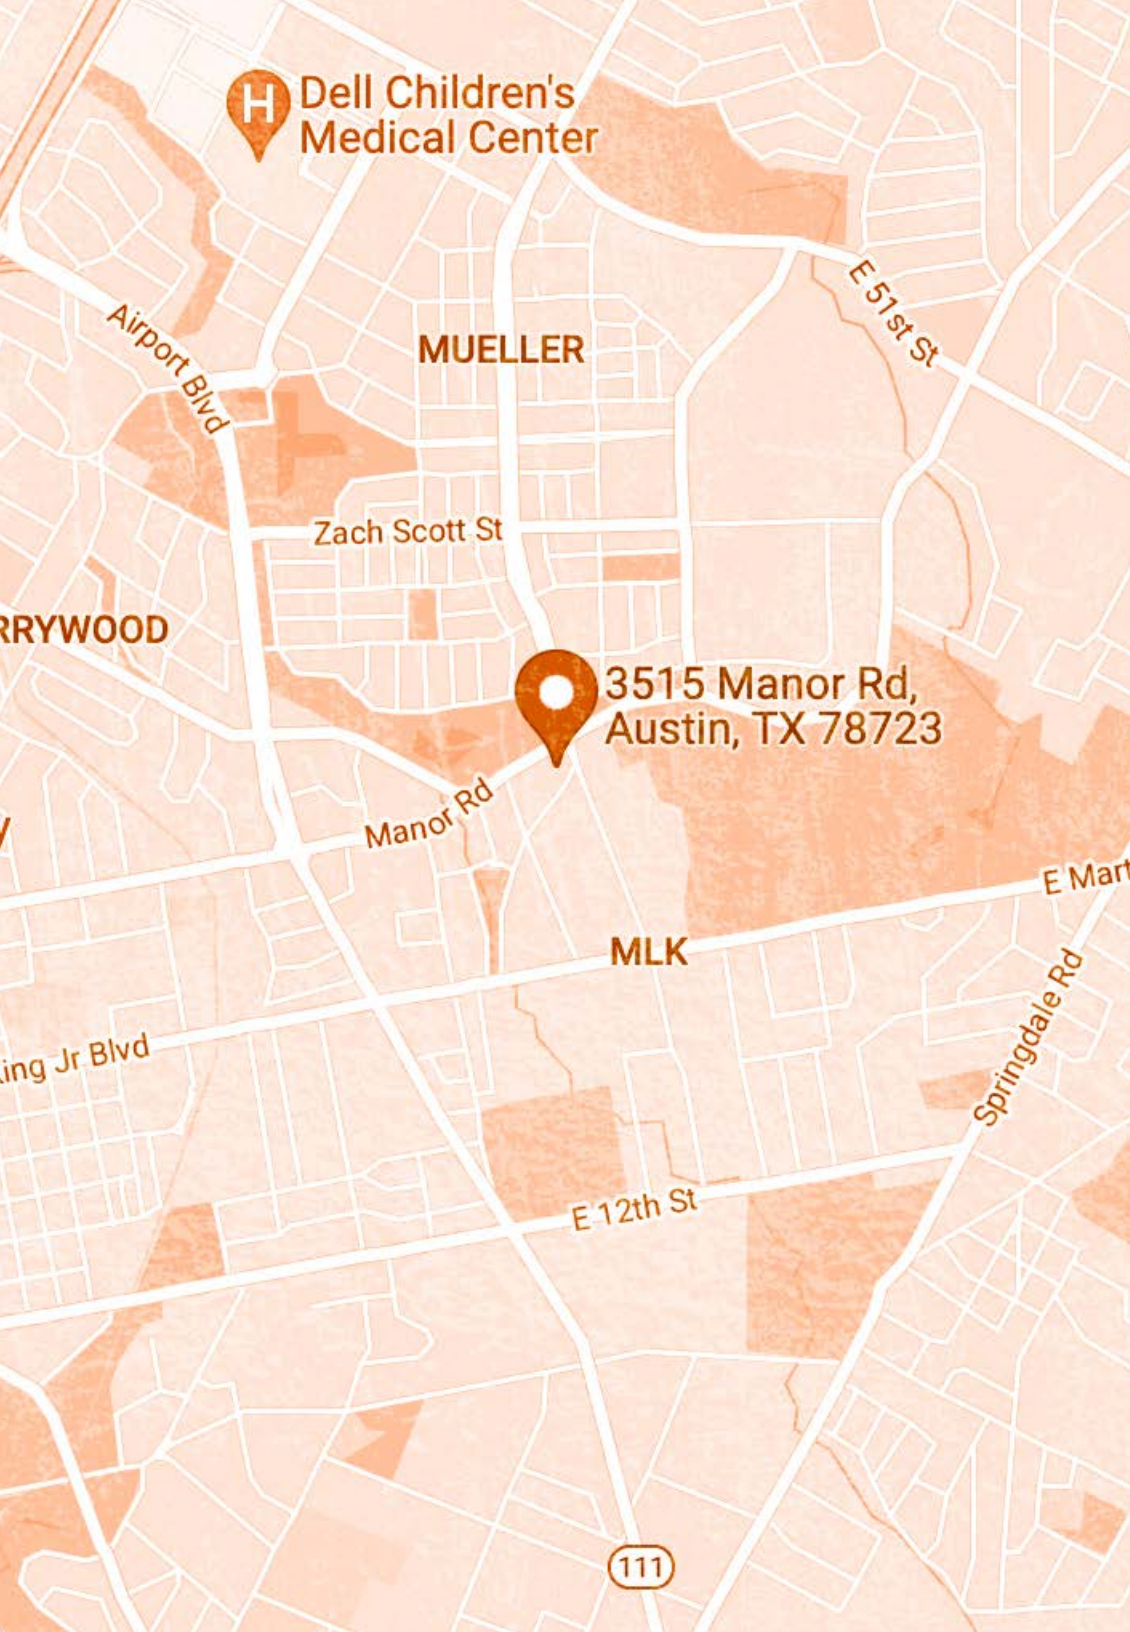 H
Dell Children's
Medical Center
E 51st St
Airport Blvd
MUELLER
Zach Scott St
RRYWOOD
3515 Manor Rd,
Austin, TX 78723
Manor Rd
y
E Mart
MLK
Springdale Rd
King Jr Blvd
E 12th St
111